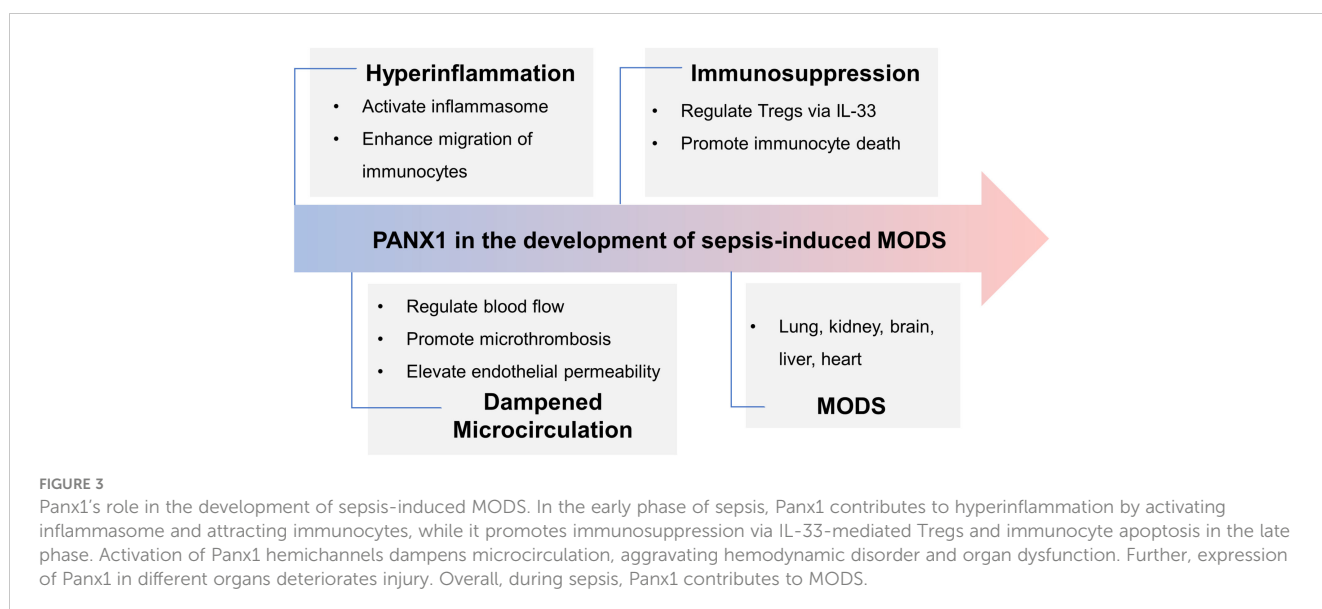 Hyperinflammation
• Activate inflammasome
• Enhance migration of
immunocytes
Immunosuppression
• Regulate Tregs via IL-33
• Promote immunocyte death
PANX1 in the development of sepsis-induced MODS
• Regulate blood flow
• Promote microthrombosis
• Elevate endothelial permeability
Dampened
Microcirculation
• Lung, kidney, brain,
liver, heart
MODS
FIGURE 3
Panx1’s role in the development of sepsis-induced MODS. In the early phase of sepsis, Panx1 contributes to hyperinflammation by activating
inflammasome and attracting immunocytes, while it promotes immunosuppression via IL-33-mediated Tregs and immunocyte apoptosis in the late
phase. Activation of Panx1 hemichannels dampens microcirculation, aggravating hemodynamic disorder and organ dysfunction. Further, expression
of Panx1 in different organs deteriorates injury. Overall, during sepsis, Panx1 contributes to MODS.